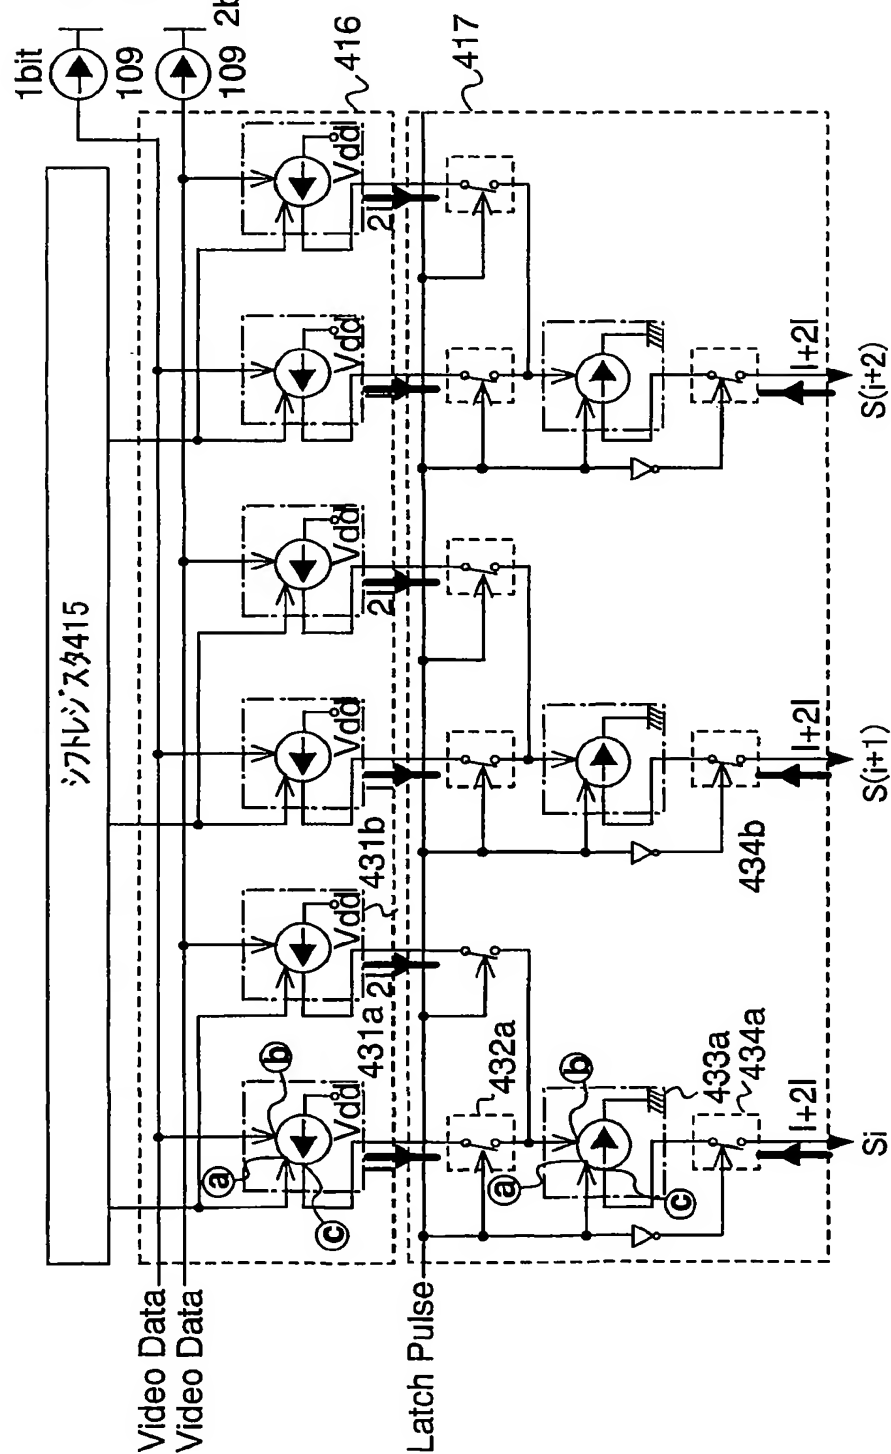 1bit
109
2b
109
416
417
シフトレジスタ415
Video Data
Video Data
Vdd
Vdd
Vdd
Vdd
Vdd
Vdd
431a
431b
a
b
c
I
2I
I
2I
I
2I
Latch Pulse
432a
a
b
c
433a
434a
434b
I+2I
I+2I
I+2I
Si
S(i+1)
S(i+2)